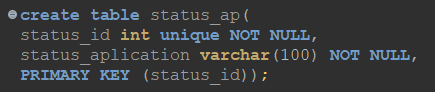 create table status_ap(
status_id int unique NOT NULL,
status_aplication varchar(100) NOT NULL,
PRIMARY KEY (status_id));